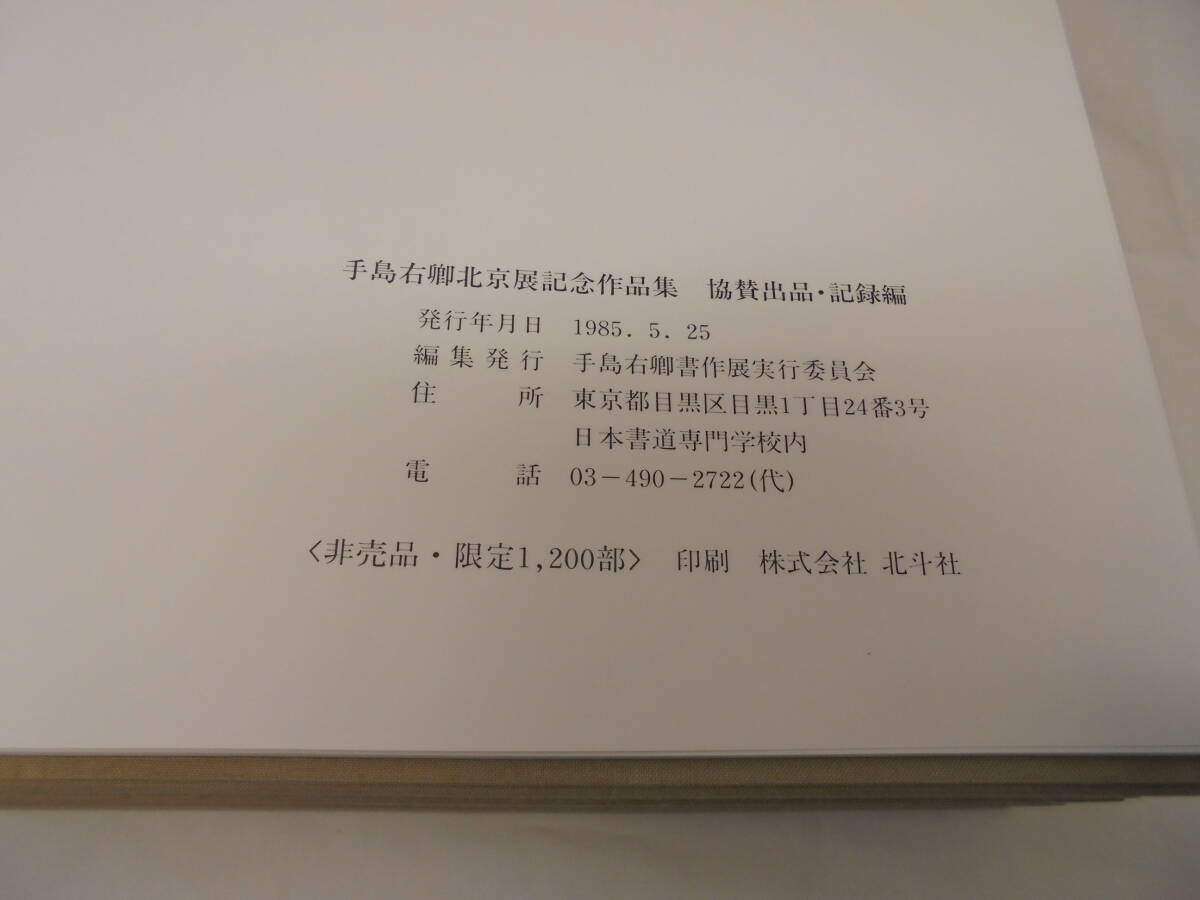 手島右卿北京展記念作品集　協賛出品・記録編
発行年月日　1985. 5. 25
編集発行　手島右卿書作展実行委員会
住　　所　東京都目黒区目黒1丁目24番3号
日本書道専門学校内
電　　話　03－490－2722(代)
〈非売品・限定1,200部〉　印刷　株式会社 北斗社